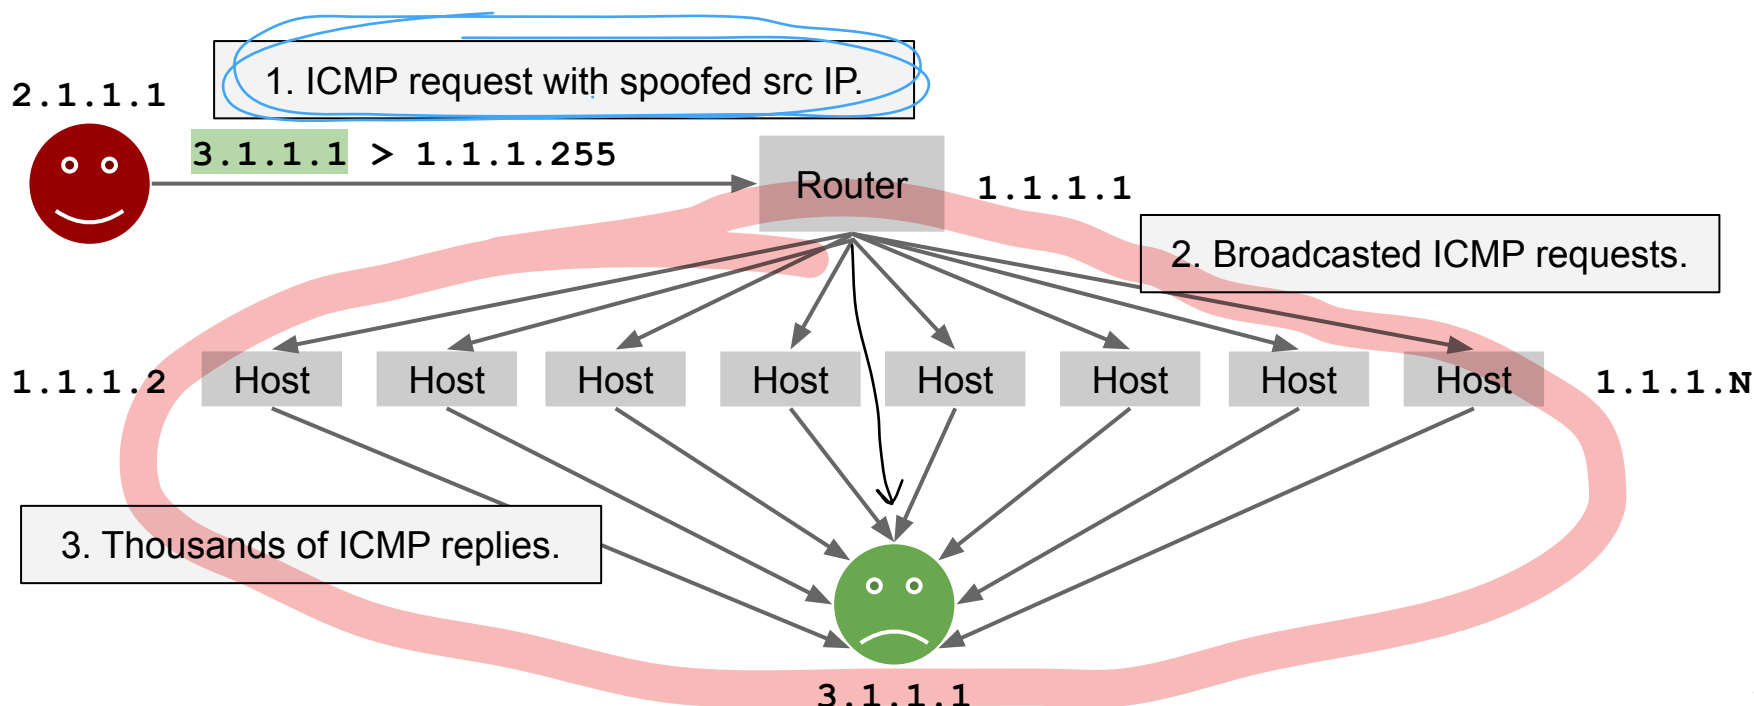 1. ICMP request with spoofed src IP.
2.1.1.1
3.1.1.1 > 1.1.1.255
Router
1.1.1.1
2. Broadcasted ICMP requests.
1.1.1.2
Host
Host
Host
Host
Host
Host
Host
Host
1.1.1.N
3. Thousands of ICMP replies.
3.1.1.1